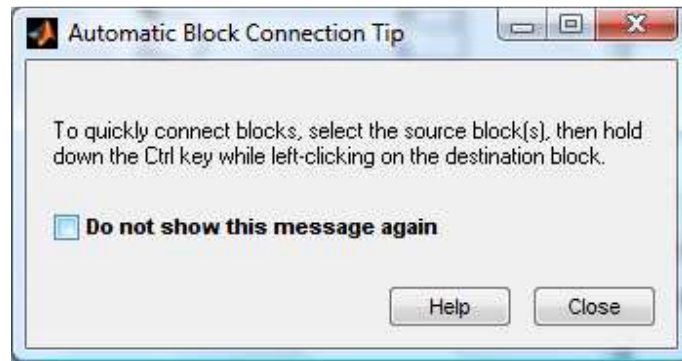 Automatic Block Connection Tip
To quickly connect blocks, select the source block(s), then hold
down the Ctrl key while left-clicking on the destination block.
Do not show this message again
Help Close